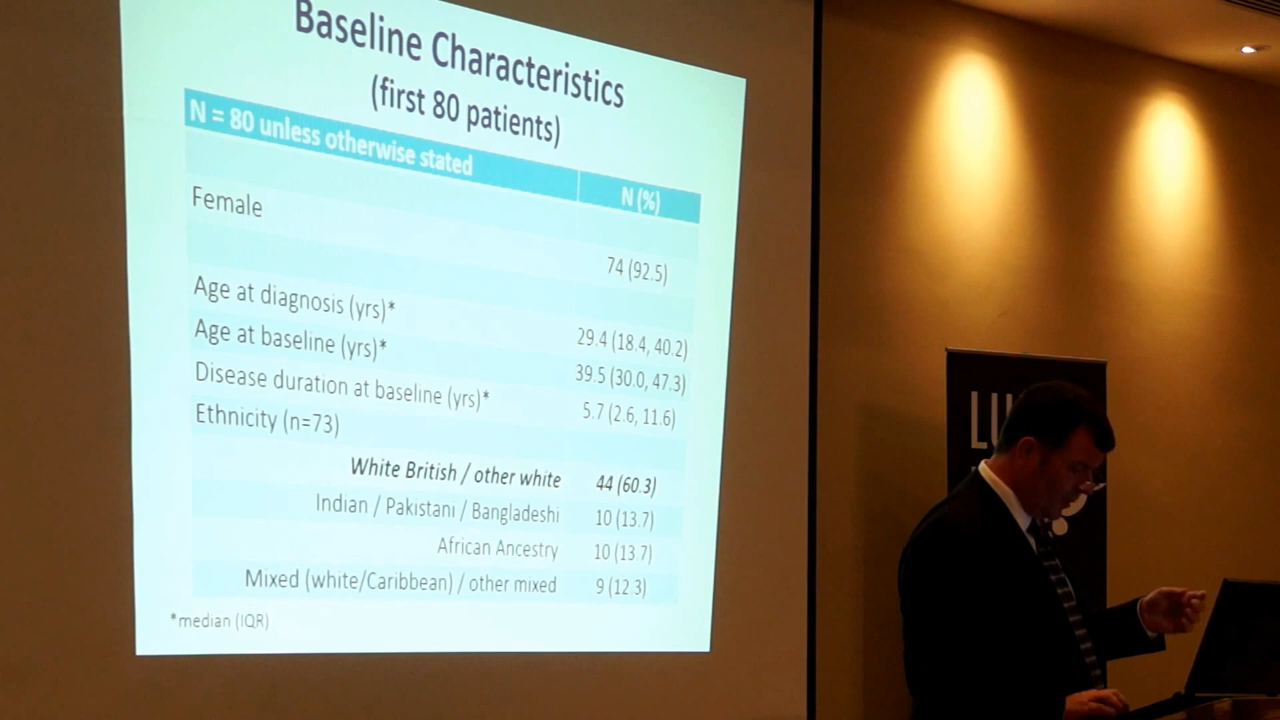 Baseline Characteristics
(first 80 patients)
N = 80 unless otherwise stated N (%)
Female 74 (92.5)
Age at diagnosis (yrs)* 29.4 (18.4, 40.2)
Age at baseline (yrs)* 39.5 (30.0, 47.3)
Disease duration at baseline (yrs)* 5.7 (2.6, 11.6)
Ethnicity (n=73)
White British / other white 44 (60.3)
Indian / Pakistani / Bangladeshi 10 (13.7)
African Ancestry 10 (13.7)
Mixed (white/Caribbean) / other mixed 9 (12.3)
*median (IQR)
LU